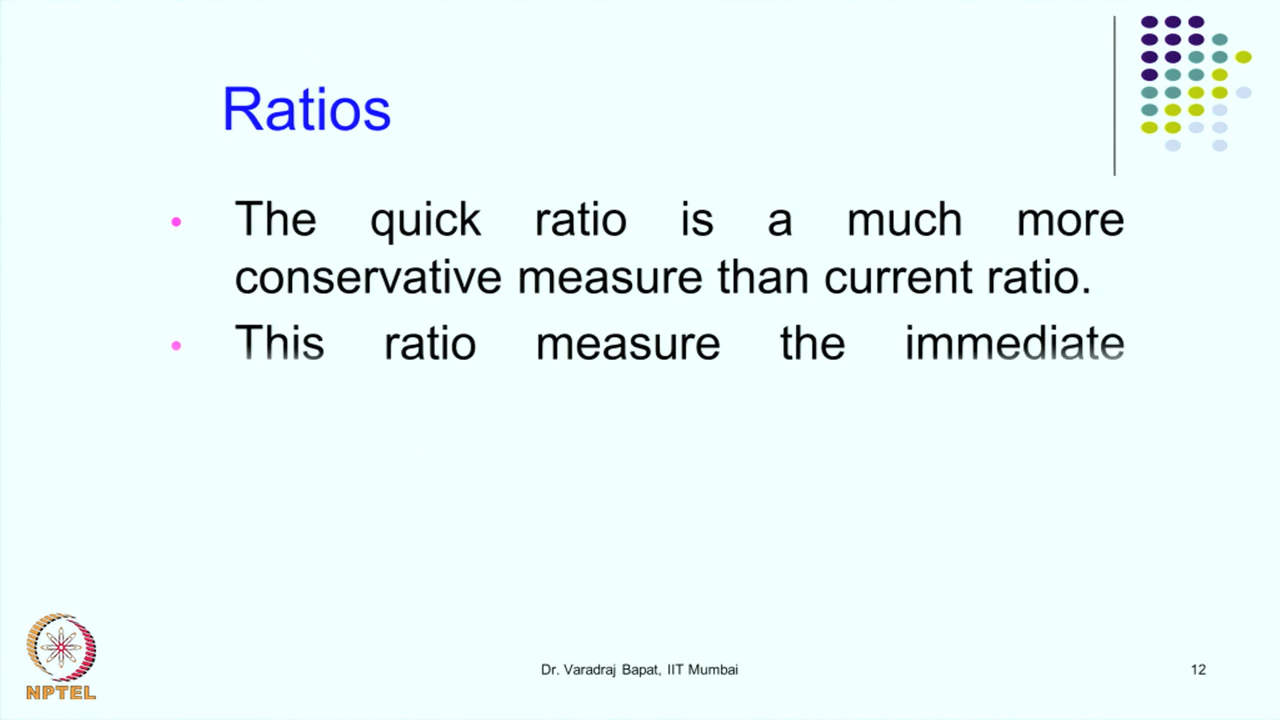 Ratios
• The quick ratio is a much more
conservative measure than current ratio.
• This ratio measure the immediate
NPTEL
Dr. Varadraj Bapat, IIT Mumbai
12